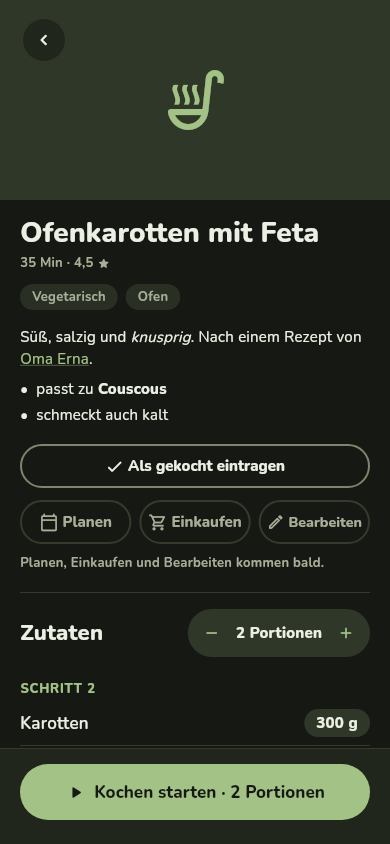 Ofenkarotten mit Feta
35 Min · 4,5 ★
Vegetarisch Ofen
Süß, salzig und knusprig. Nach einem Rezept von
Oma Erna.
• passt zu Couscous
• schmeckt auch kalt
Als gekocht eintragen
Planen Einkaufen Bearbeiten
Planen, Einkaufen und Bearbeiten kommen bald.
Zutaten − 2 Portionen +
SCHRITT 2
Karotten 300 g
Kochen starten · 2 Portionen